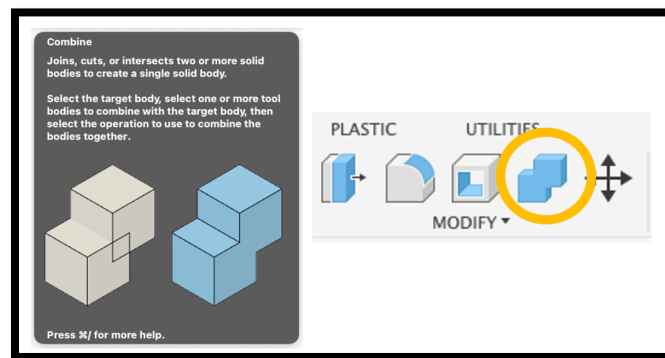 Combine
Joins, cuts, or intersects two or more solid
bodies to create a single solid body.
Select the target body, select one or more tool
bodies to combine with the target body, then
select the operation to use to combine the
bodies together.
Press ⌘/ for more help.
PLASTIC
UTILITIES
MODIFY ▾